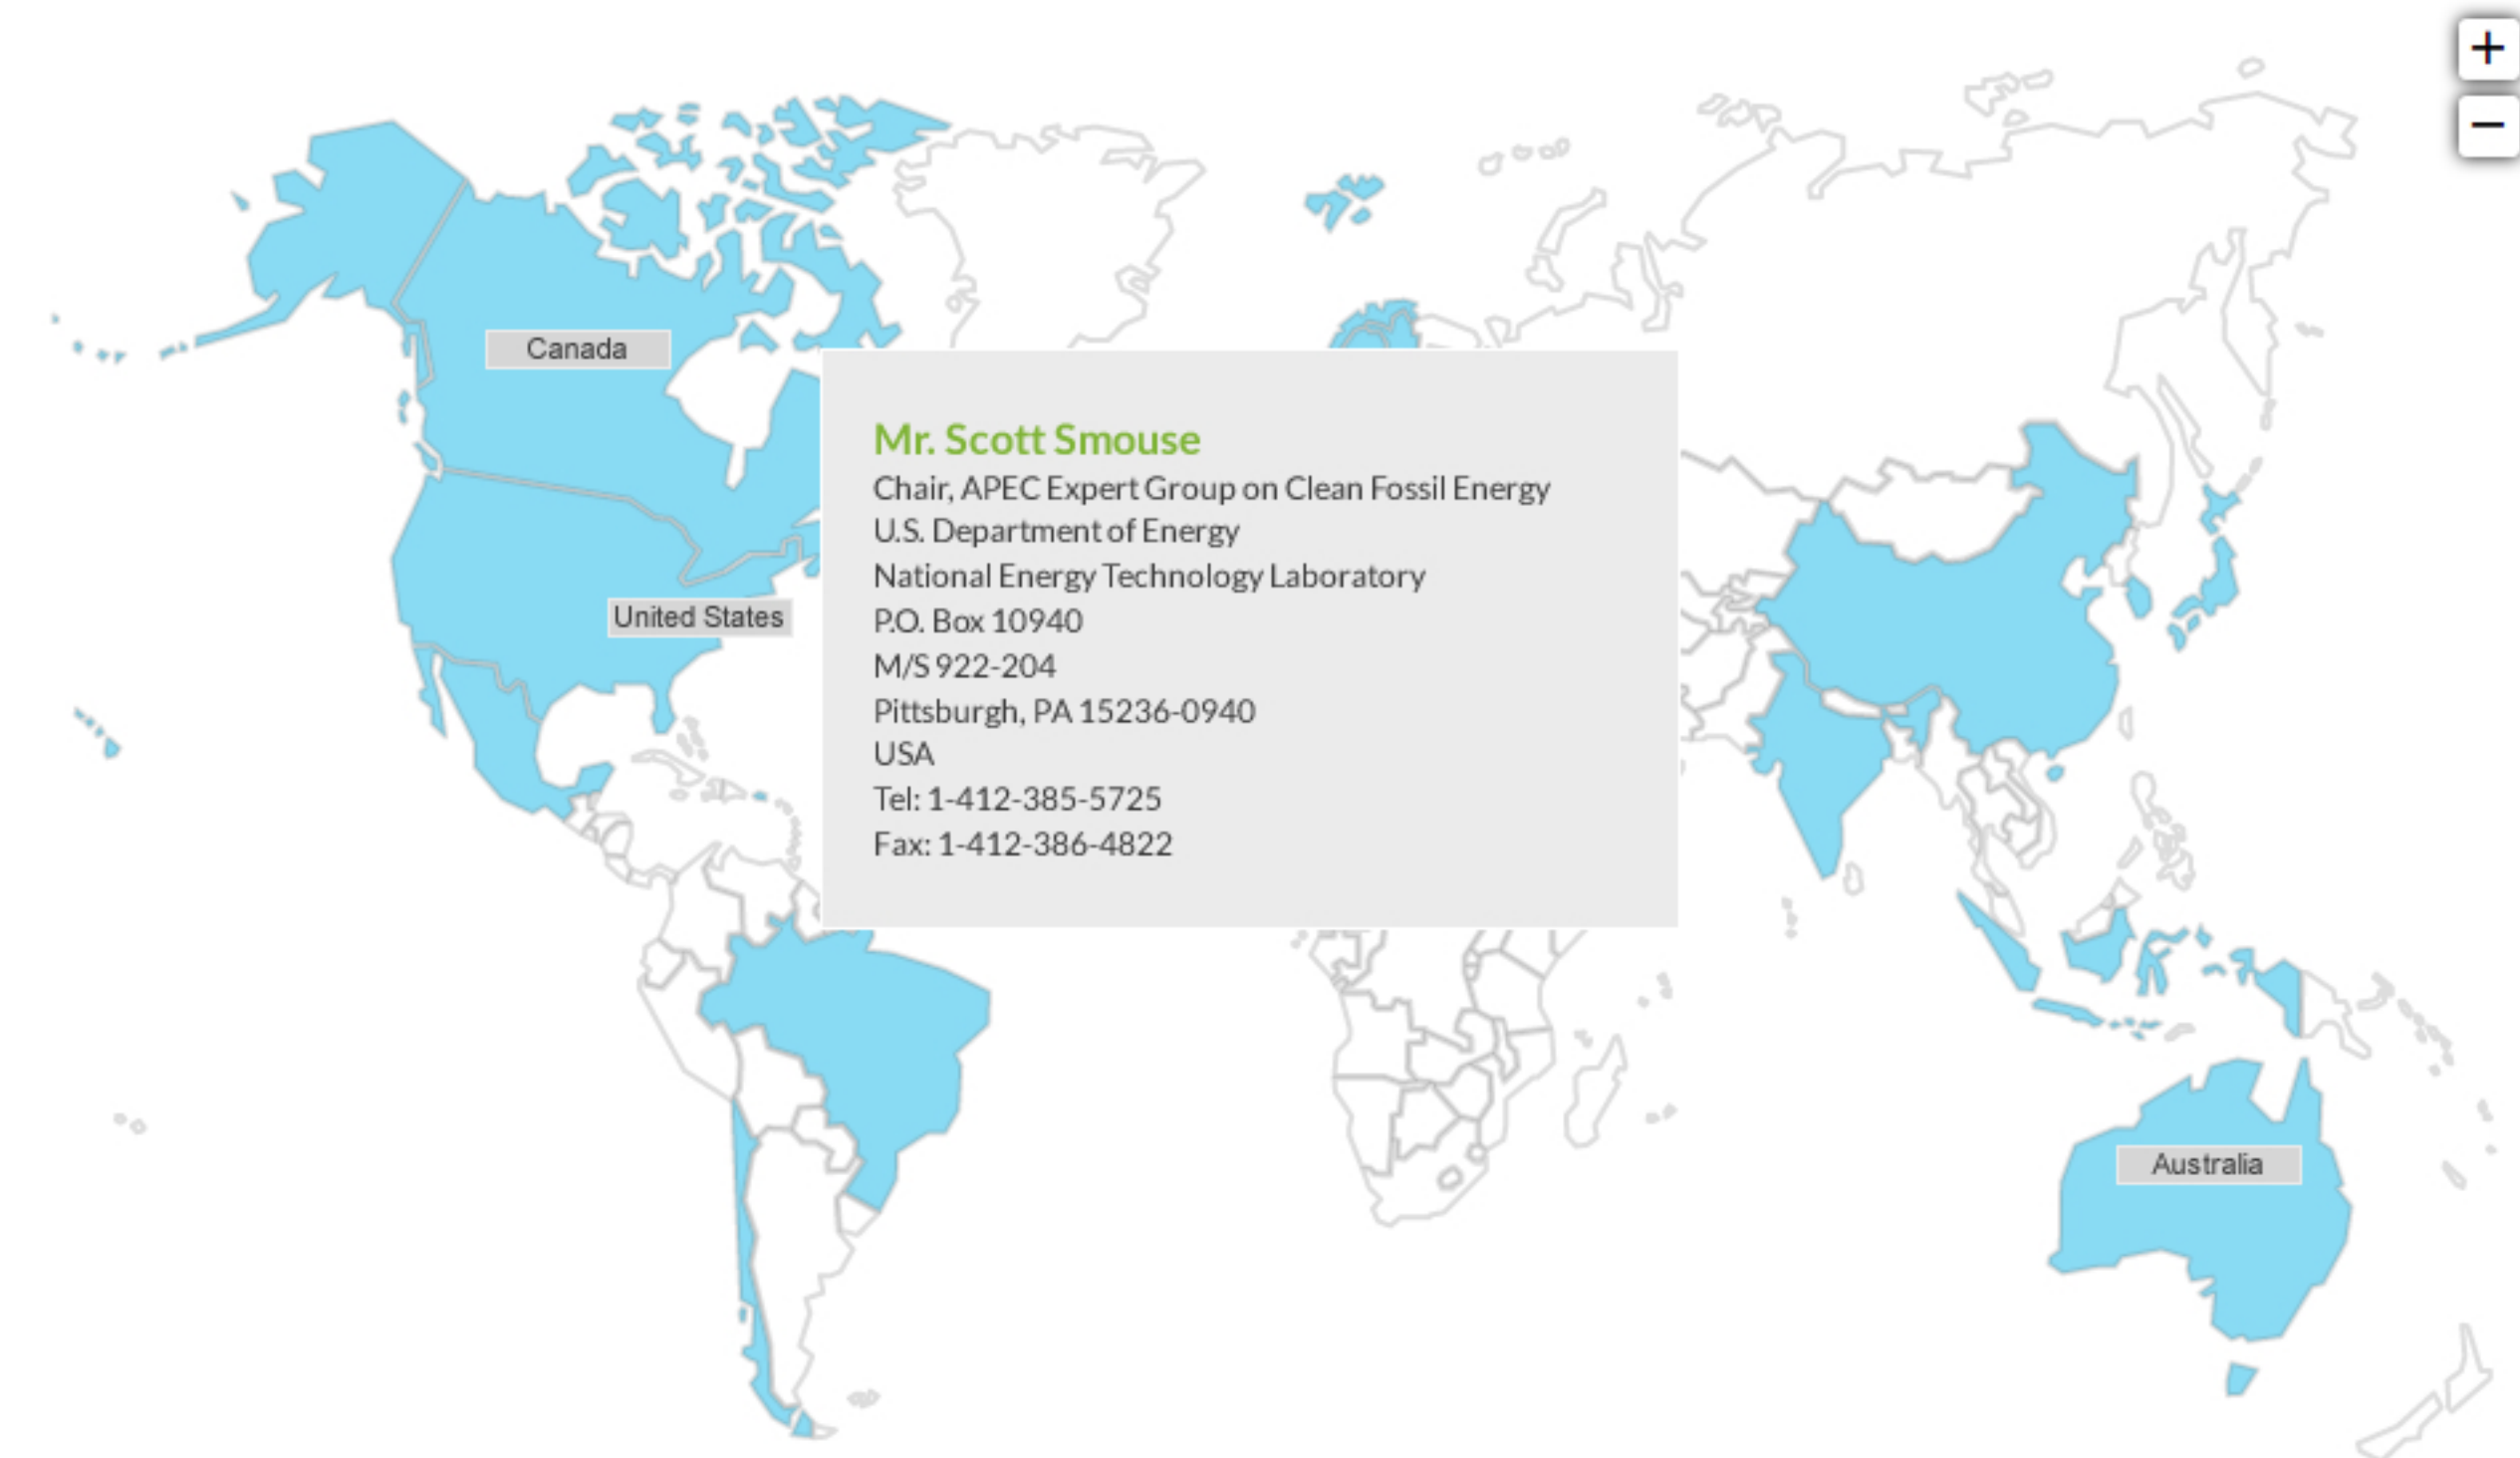 +
−
Canada
Mr. Scott Smouse
Chair, APEC Expert Group on Clean Fossil Energy
U.S. Department of Energy
National Energy Technology Laboratory
P.O. Box 10940
M/S 922-204
Pittsburgh, PA 15236-0940
USA
Tel: 1-412-385-5725
Fax: 1-412-386-4822
United States
Australia